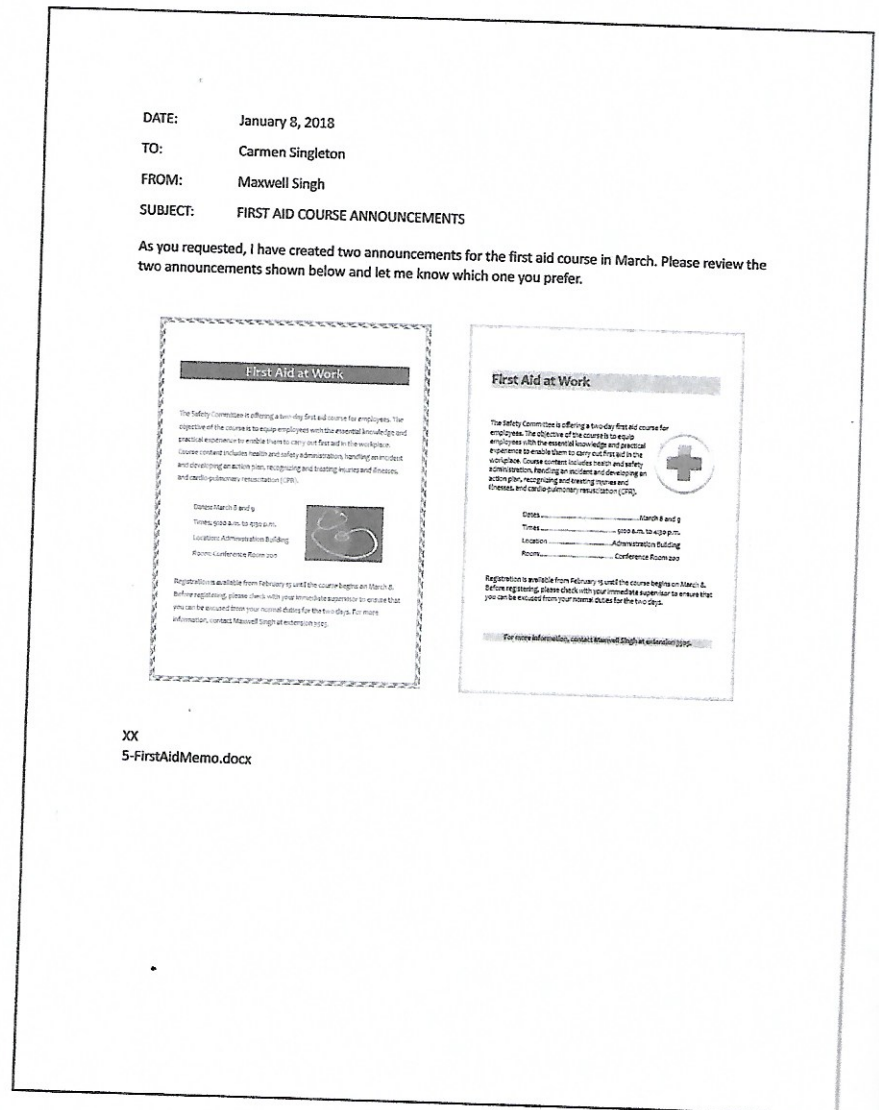 DATE: January 8, 2018
TO: Carmen Singleton
FROM: Maxwell Singh
SUBJECT: FIRST AID COURSE ANNOUNCEMENTS
As you requested, I have created two announcements for the first aid course in March. Please review the
two announcements shown below and let me know which one you prefer.
First Aid at Work
The Safety Committee is offering a two-day first aid course for employees. The
objective of the course is to equip employees with the essential knowledge and
practical experience to enable them to carry out first aid in the workplace.
Course content includes health and safety administration, handling an incident
and developing an action plan, recognizing and treating injuries and illnesses,
and cardio-pulmonary resuscitation (CPR).
Dates: March 8 and 9
Times: 9:00 a.m. to 4:30 p.m.
Location: Administration Building
Room: Conference Room 200
Registration is available from February 15 until the course begins on March 8.
Before registering, please check with your immediate supervisor to ensure that
you can be excused from your normal duties for the two days. For more
information, contact Maxwell Singh at extension 3505.
First Aid at Work
The Safety Committee is offering a two-day first aid course for
employees. The objective of the course is to equip
employees with the essential knowledge and practical
experience to enable them to carry out first aid in the
workplace. Course content includes health and safety
administration, handling an incident and developing an
action plan, recognizing and treating injuries and
illnesses, and cardio-pulmonary resuscitation (CPR).
Dates March 8 and 9
Times 9:00 a.m. to 4:30 p.m.
Location Administration Building
Room Conference Room 200
Registration is available from February 15 until the course begins on March 8.
Before registering, please check with your immediate supervisor to ensure that
you can be excused from your normal duties for the two days.
For more information, contact Maxwell Singh at extension 3505.
XX
5-FirstAidMemo.docx